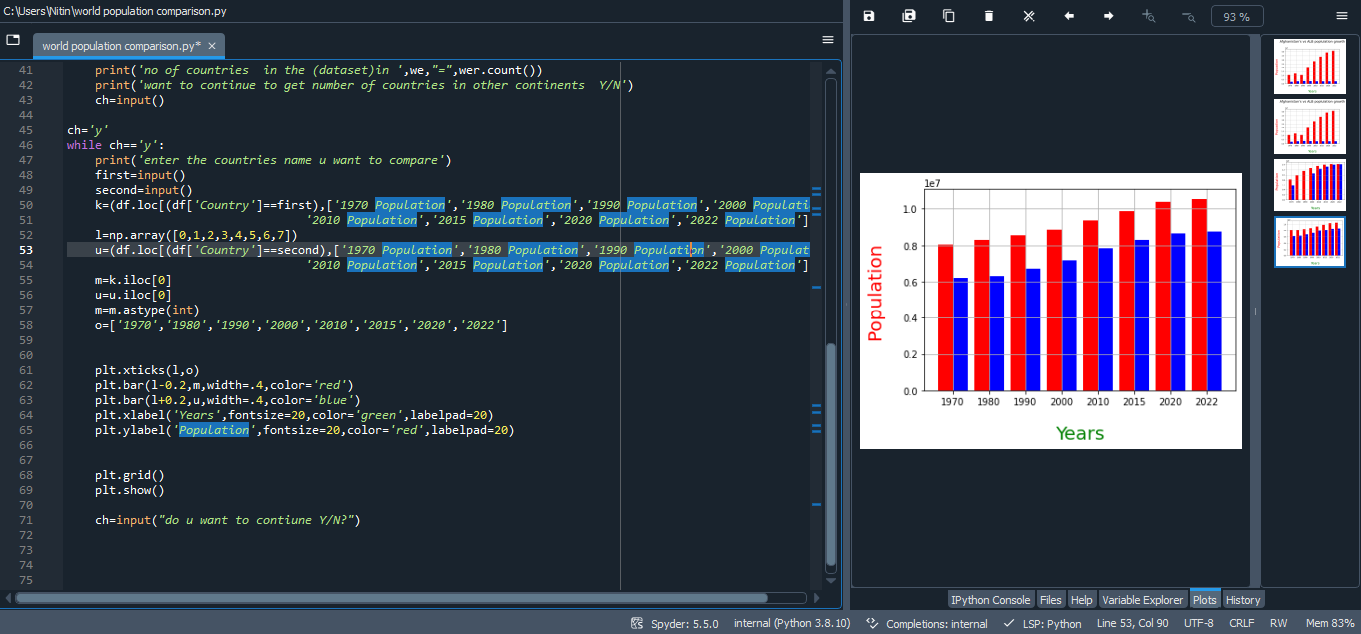 C:\Users\Nitin\world population comparison.py
world population comparison.py*
41 print('no of countries  in the (dataset)in ',we,"=",wer.count())
42 print('want to continue to get number of countries in other continents  Y/N')
43 ch=input()
44
45 ch='y'
46 while ch=='y':
47 print('enter the countries name u want to compare')
48 first=input()
49 second=input()
50 k=(df.loc[(df['Country']==first),['1970 Population','1980 Population','1990 Population','2000 Populati
51 '2010 Population','2015 Population','2020 Population','2022 Population']
52 l=np.array([0,1,2,3,4,5,6,7])
53 u=(df.loc[(df['Country']==second),['1970 Population','1980 Population','1990 Population','2000 Populat
54 '2010 Population','2015 Population','2020 Population','2022 Population']
55 m=k.iloc[0]
56 u=u.iloc[0]
57 m=m.astype(int)
58 o=['1970','1980','1990','2000','2010','2015','2020','2022']
59
60
61 plt.xticks(l,o)
62 plt.bar(l-0.2,m,width=.4,color='red')
63 plt.bar(l+0.2,u,width=.4,color='blue')
64 plt.xlabel('Years',fontsize=20,color='green',labelpad=20)
65 plt.ylabel('Population',fontsize=20,color='red',labelpad=20)
66
67
68 plt.grid()
69 plt.show()
70
71 ch=input("do u want to contiune Y/N?")
72
73
74
75
93 %
1e7
1.0
0.8
0.6
0.4
0.2
0.0
Population
1970 1980 1990 2000 2010 2015 2020 2022
Years
IPython Console Files Help Variable Explorer Plots History
Spyder: 5.5.0 internal (Python 3.8.10) Completions: internal LSP: Python Line 53, Col 90 UTF-8 CRLF RW Mem 83%